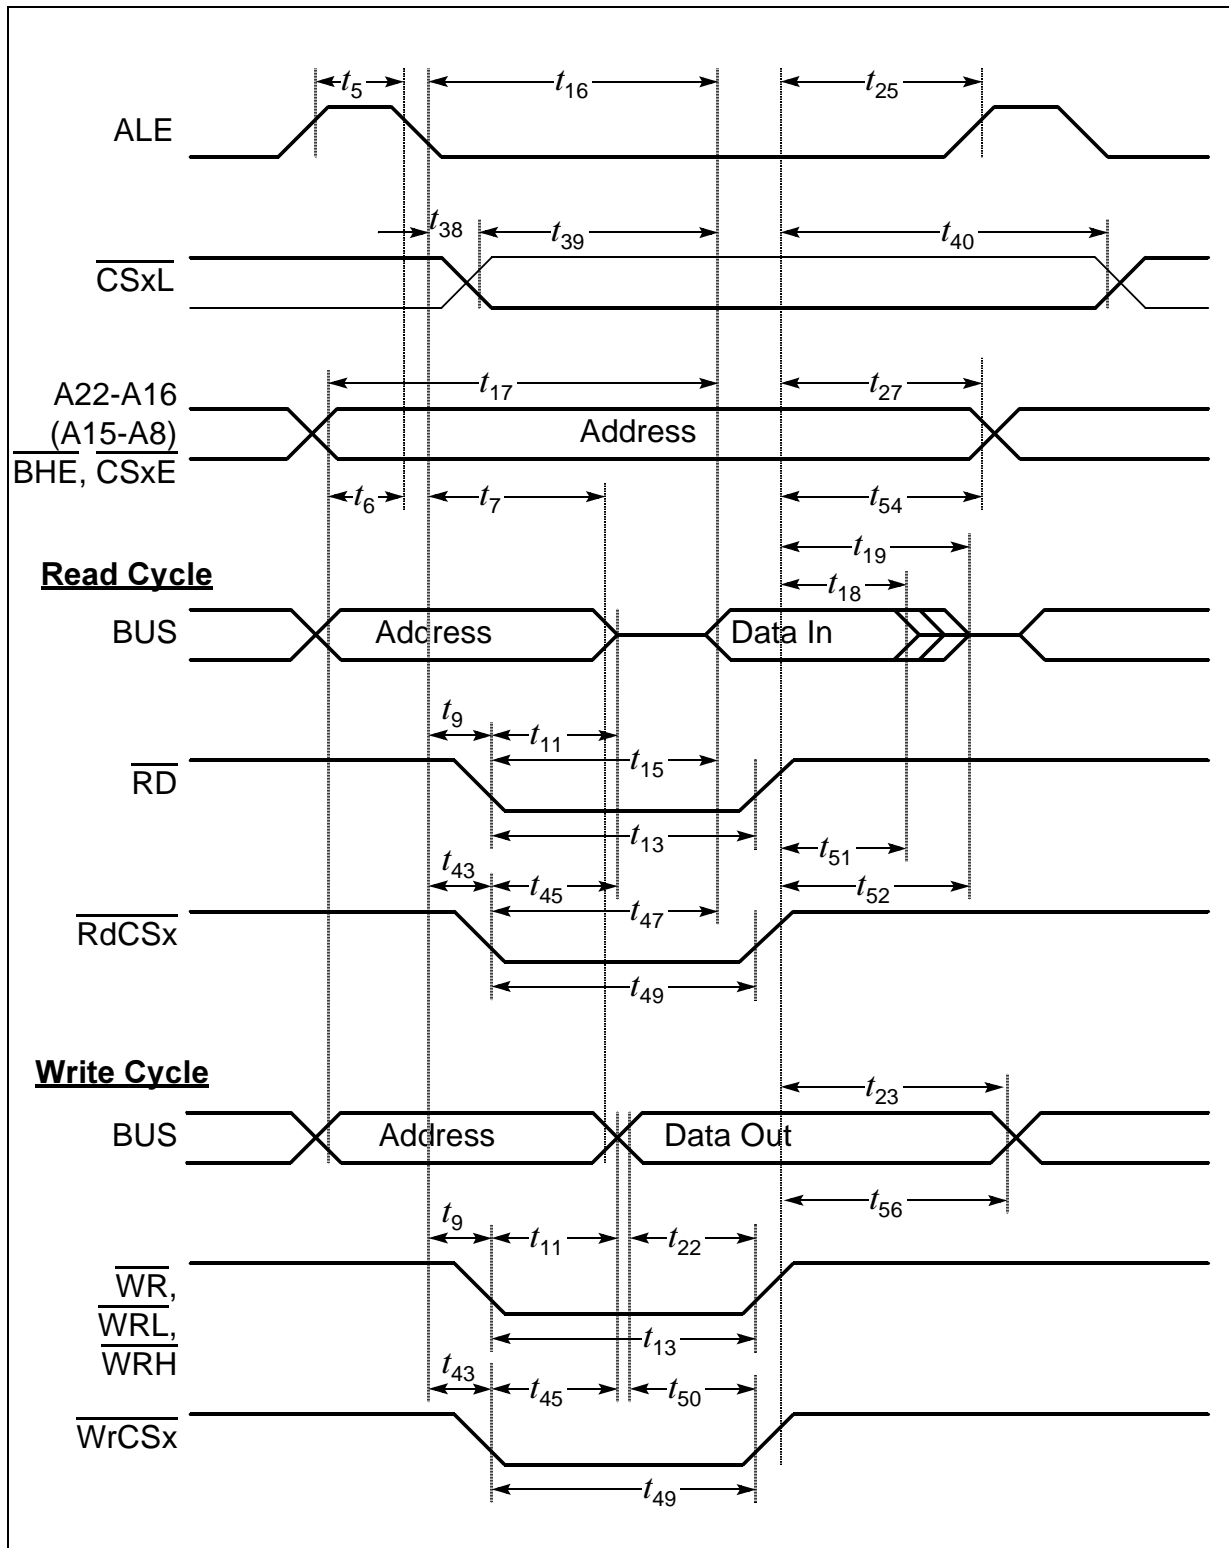 t5
t16
t25
ALE
t38
t39
t40
CSxL
A22-A16
(A15-A8)
BHE, CSxE
t17
t27
Address
t6
t7
t54
t19
Read Cycle
t18
BUS
Address
Data In
t9
t11
t15
RD
t13
t51
t43
t45
t52
t47
RdCSx
t49
Write Cycle
t23
BUS
Address
Data Out
t56
t9
t11
t22
WR,
WRL,
WRH
t13
t43
t45
t50
WrCSx
t49